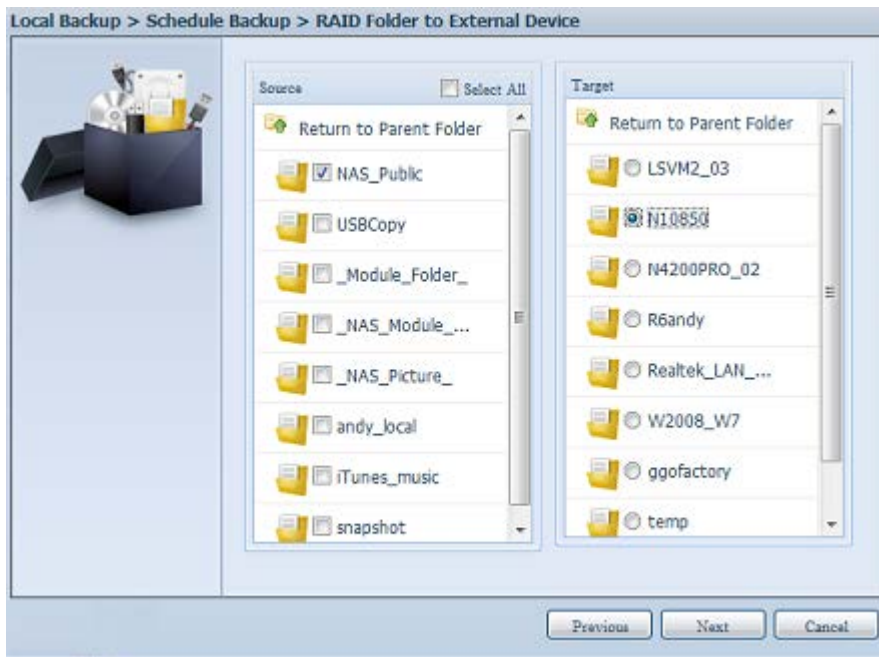 Local Backup > Schedule Backup > RAID Folder to External Device
Source
Select All
Return to Parent Folder
NAS_Public
USBCopy
_Module_Folder_
_NAS_Module_...
_NAS_Picture_
andy_local
iTunes_music
snapshot
Target
Return to Parent Folder
LSVM2_03
N10850
N4200PRO_02
R6andy
Realtek_LAN_...
W2008_W7
ggofactory
temp
Previous
Next
Cancel